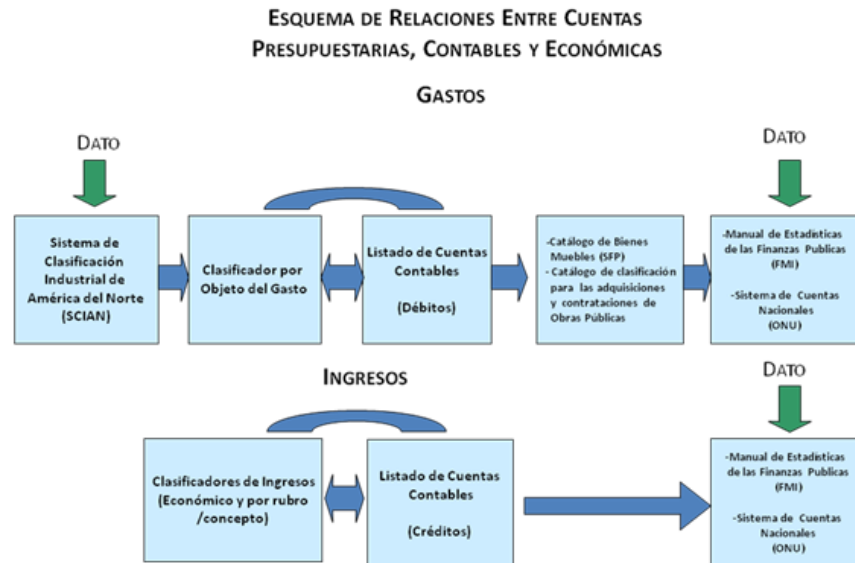 ESQUEMA DE RELACIONES ENTRE CUENTAS
PRESUPUESTARIAS, CONTABLES Y ECONÓMICAS
GASTOS
DATO
DATO
Sistema de
Clasificación
Industrial de
América del Norte
(SCIAN)
Clasificador por
Objeto del Gasto
Listado de Cuentas
Contables
(Débitos)
-Catálogo de Bienes
Muebles (SFP)
- Catálogo de clasificación
para las adquisiciones
y contrataciones de
Obras Públicas
-Manual de Estadísticas
de las Finanzas Publicas
(FMI)
-Sistema de Cuentas
Nacionales
(ONU)
INGRESOS
DATO
Clasificadores de Ingresos
(Económico y por rubro
/concepto)
Listado de Cuentas
Contables
(Créditos)
-Manual de Estadísticas
de las Finanzas Publicas
(FMI)
-Sistema de Cuentas
Nacionales
(ONU)